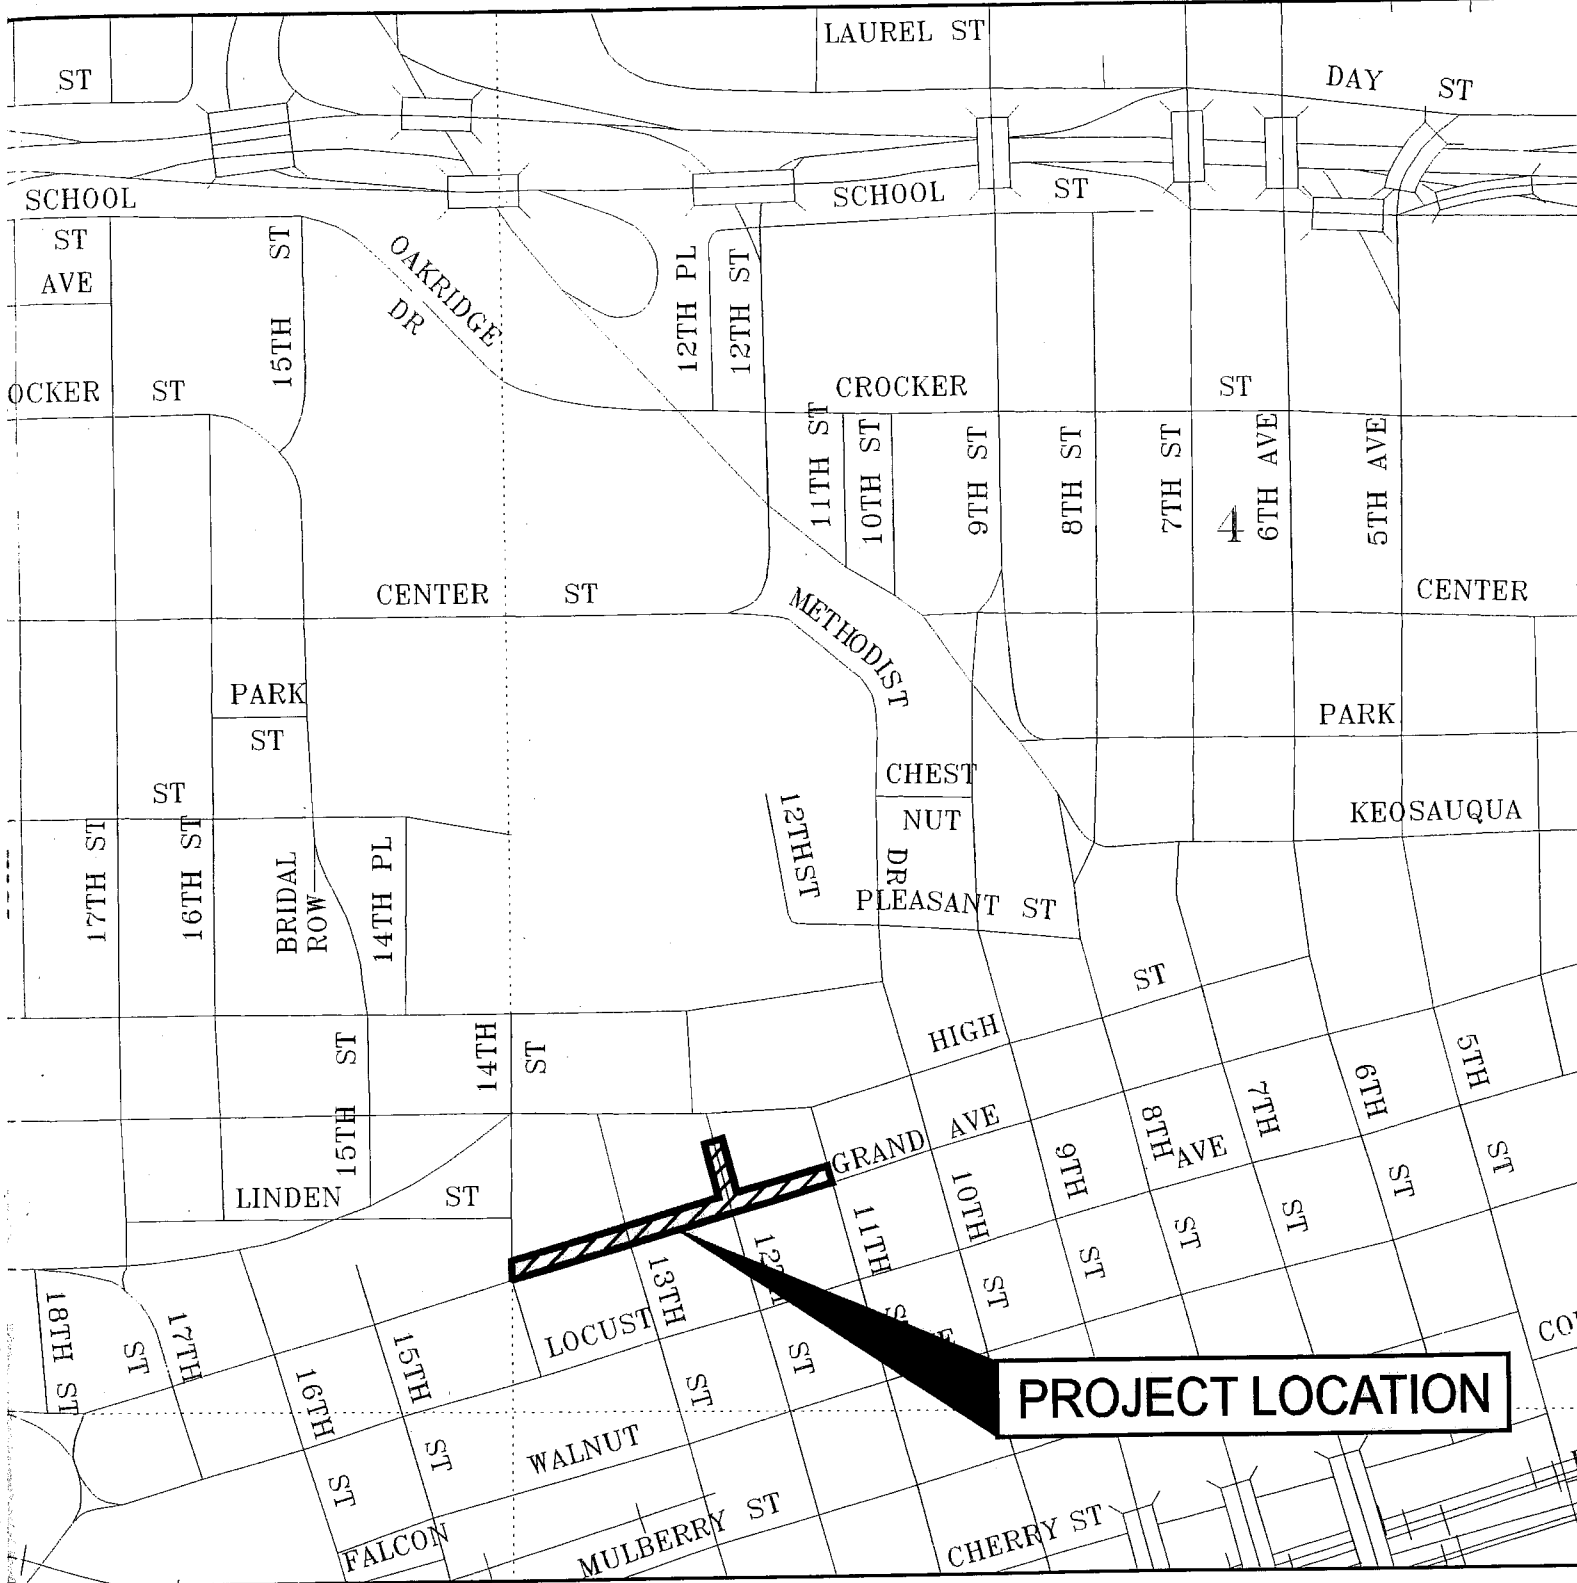 LAUREL ST
ST
DAY ST
SCHOOL
SCHOOL ST
ST
AVE
15TH ST
OAKRIDGE
DR
12TH PL
12TH ST
OCKER ST
CROCKER ST
11TH ST
10TH ST
9TH ST
8TH ST
7TH ST
4
6TH AVE
5TH AVE
CENTER ST
METHODIST
CENTER
PARK
ST
PARK
ST
CHEST
NUT
DR
KEOSAUQUA
17TH ST
16TH ST
BRIDAL
ROW
14TH PL
12TH ST
PLEASANT ST
HIGH ST
15TH ST
14TH ST
GRAND AVE
LINDEN ST
5TH ST
6TH ST
7TH ST
8TH ST
9TH ST
10TH ST
11TH
AVE
13TH ST
ST
LOCUST
18TH ST
17TH
ST
16TH ST
15TH ST
PROJECT LOCATION
WALNUT
FALCON
MULBERRY ST
CHERRY ST